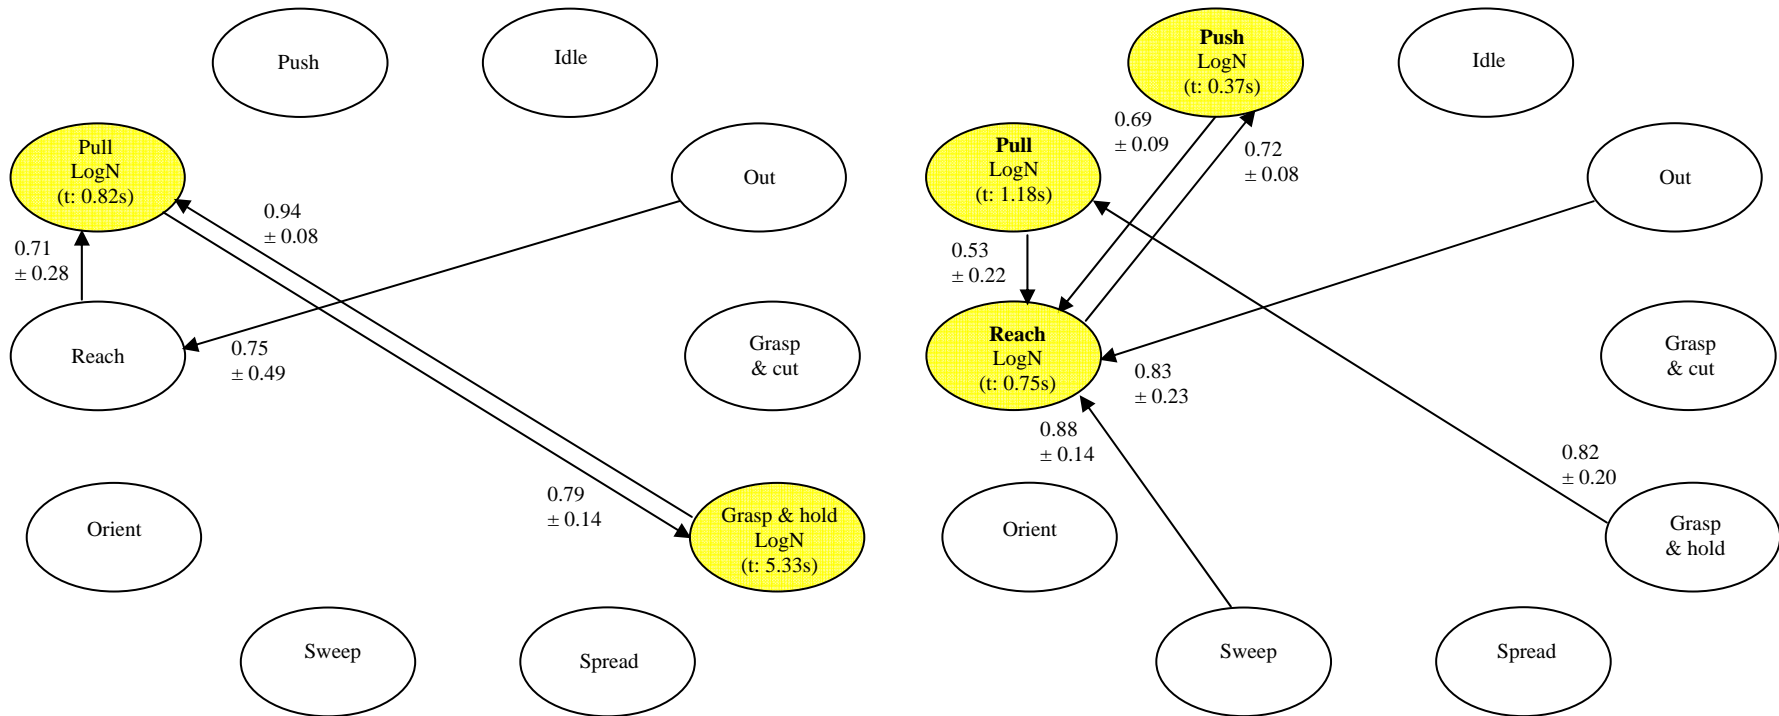 Push
Idle
Pull
LogN
(t: 0.82s)
Out
0.94
± 0.08
0.71
± 0.28
Reach
0.75
± 0.49
Grasp
& cut
0.79
± 0.14
Orient
Grasp & hold
LogN
(t: 5.33s)
Sweep
Spread
Push
LogN
(t: 0.37s)
Idle
0.69
± 0.09
0.72
± 0.08
Pull
LogN
(t: 1.18s)
Out
0.53
± 0.22
Reach
LogN
(t: 0.75s)
0.83
± 0.23
Grasp
& cut
0.88
± 0.14
0.82
± 0.20
Orient
Grasp
& hold
Sweep
Spread